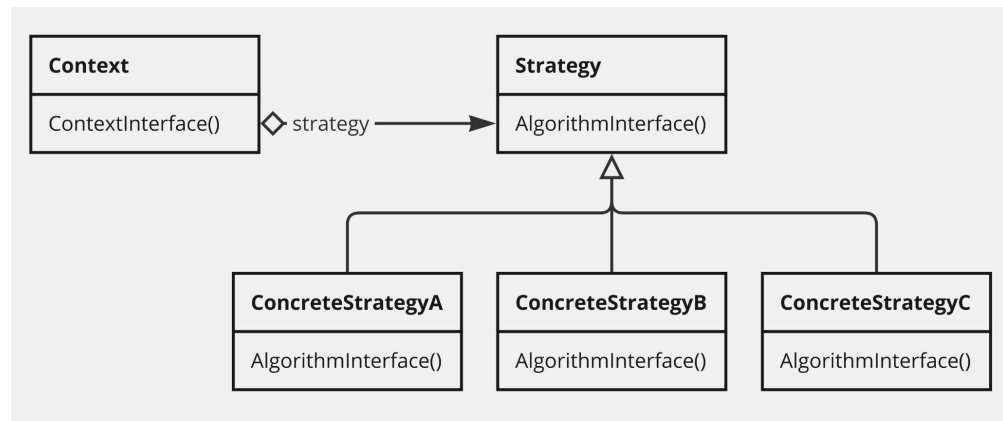 Context
ContextInterface()
strategy
Strategy
AlgorithmInterface()
ConcreteStrategyA
AlgorithmInterface()
ConcreteStrategyB
AlgorithmInterface()
ConcreteStrategyC
AlgorithmInterface()